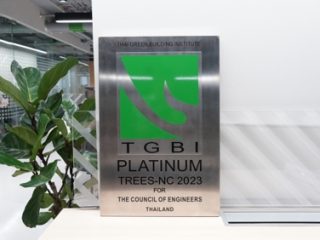 THAI GREEN BUILDING INSTITUTE
TGBI
PLATINUM
TREES-NC 2023
FOR
THE COUNCIL OF ENGINEERS
THAILAND